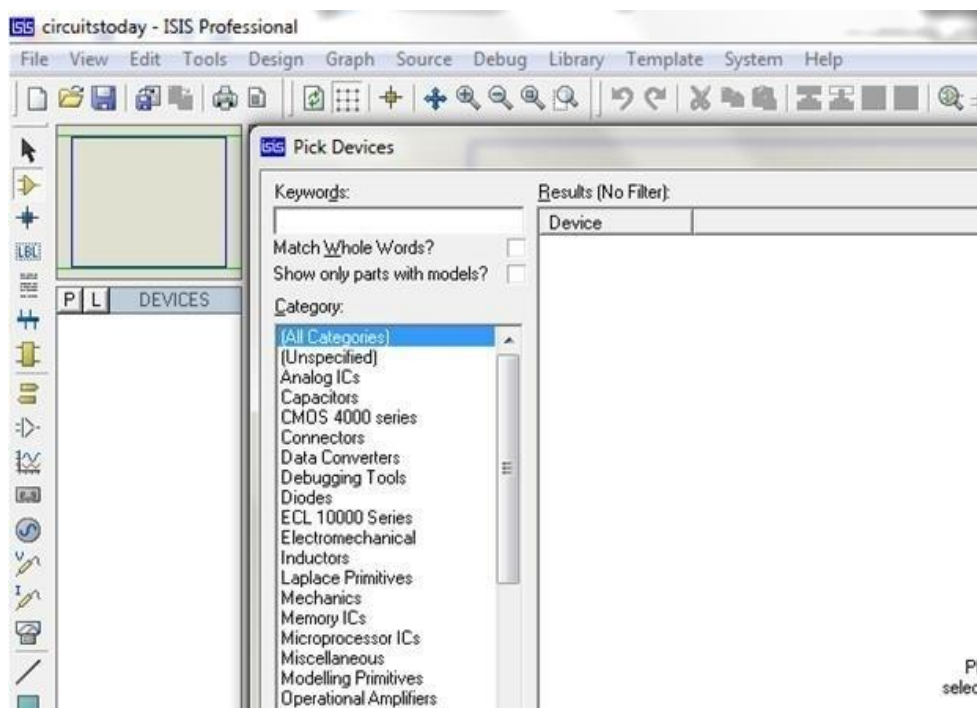 ISIS circuitstoday - ISIS Professional
File View Edit Tools Design Graph Source Debug Library Template System Help
ISIS Pick Devices
Keywords:
Results (No Filter):
Device
Match Whole Words?
Show only parts with models?
LBL
P L DEVICES
Category:
(All Categories)
(Unspecified)
Analog ICs
Capacitors
CMOS 4000 series
Connectors
Data Converters
Debugging Tools
Diodes
ECL 10000 Series
Electromechanical
Inductors
Laplace Primitives
Mechanics
Memory ICs
Microprocessor ICs
Miscellaneous
Modelling Primitives
Operational Amplifiers
V
I